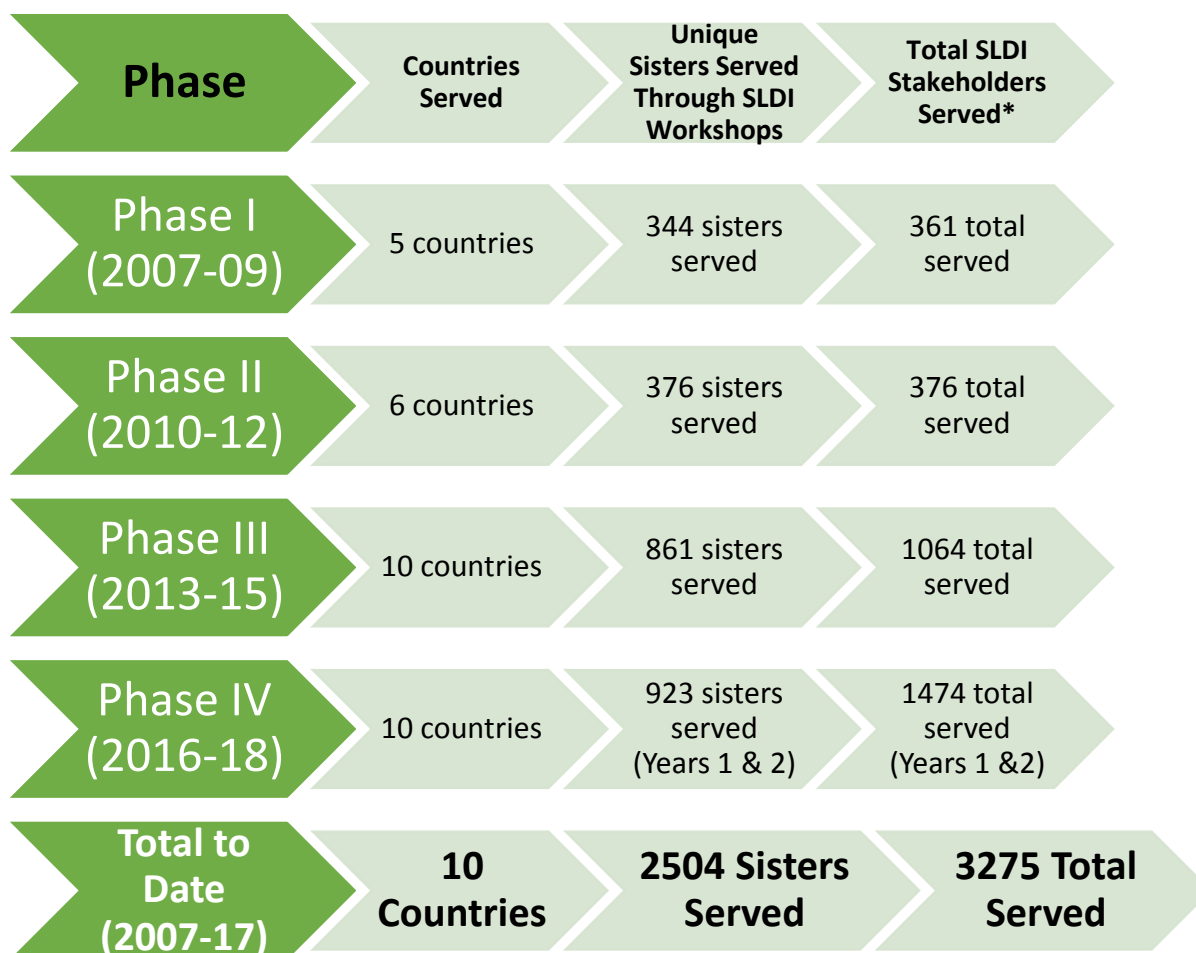 Phase
Countries
Served
Unique
Sisters Served
Through SLDI
Workshops
Total SLDI
Stakeholders
Served*
Phase I
(2007-09)
5 countries
344 sisters
served
361 total
served
Phase II
(2010-12)
6 countries
376 sisters
served
376 total
served
Phase III
(2013-15)
10 countries
861 sisters
served
1064 total
served
Phase IV
(2016-18)
10 countries
923 sisters
served
(Years 1 & 2)
1474 total
served
(Years 1 &2)
Total to
Date
(2007-17)
10
Countries
2504 Sisters
Served
3275 Total
Served